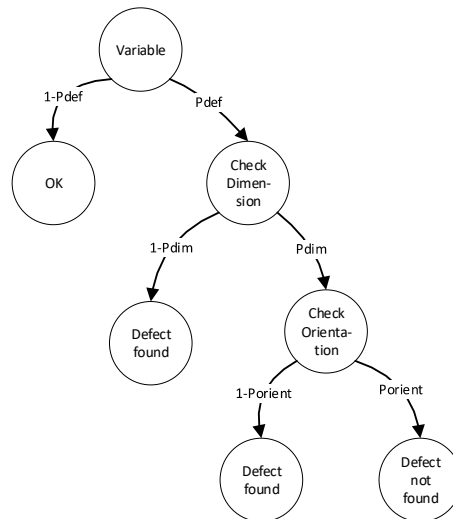 Variable
1-Pdef
Pdef
OK
Check
Dimen-
sion
1-Pdim
Pdim
Defect
found
Check
Orienta-
tion
1-Porient
Porient
Defect
found
Defect
not
found